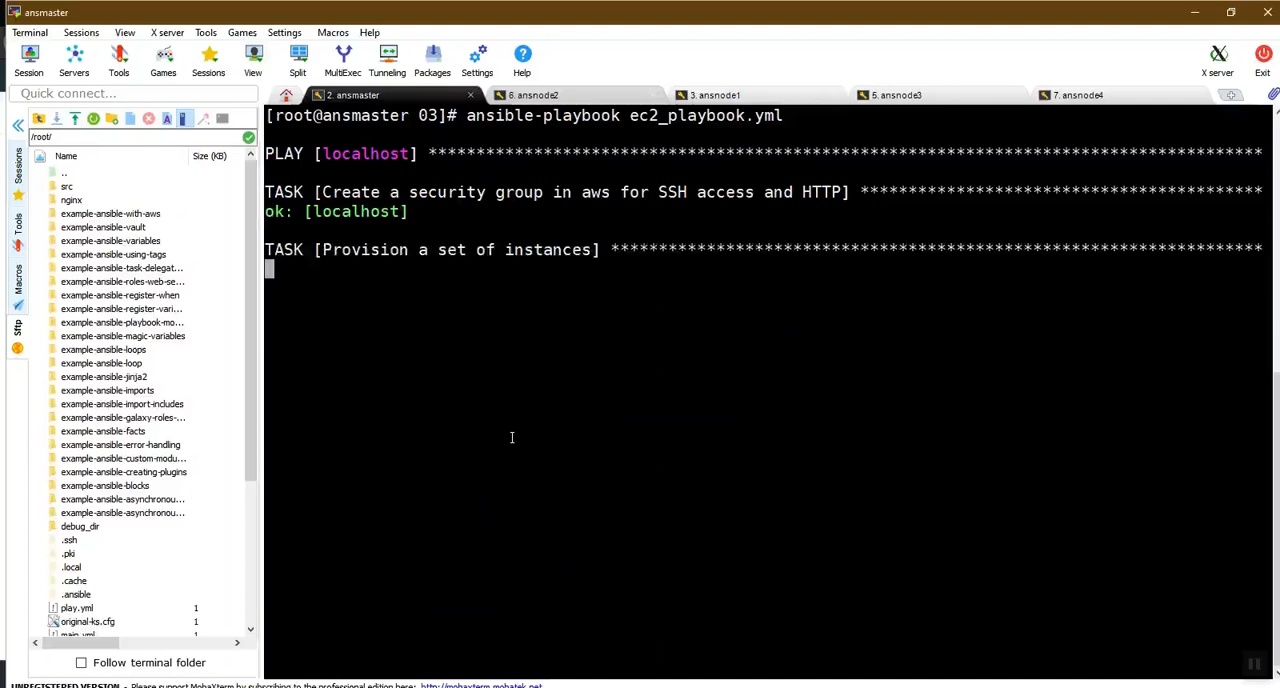 ansmaster
Terminal Sessions View X server Tools Games Settings Macros Help
Session Servers Tools Games Sessions View Split MultiExec Tunneling Packages Settings Help X server Exit
Quick connect...
2. ansmaster 6. ansnode2 3. ansnode1 5. ansnode3 7. ansnode4
/root/
Name Size (KB)
..
src
nginx
example-ansible-with-aws
example-ansible-vault
example-ansible-variables
example-ansible-using-tags
example-ansible-task-delegat...
example-ansible-roles-web-se...
example-ansible-register-when
example-ansible-register-vari...
example-ansible-playbook-mo...
example-ansible-magic-variables
example-ansible-loops
example-ansible-loop
example-ansible-jinja2
example-ansible-imports
example-ansible-import-includes
example-ansible-galaxy-roles-...
example-ansible-facts
example-ansible-error-handling
example-ansible-custom-modu...
example-ansible-creating-plugins
example-ansible-blocks
example-ansible-asynchronou...
example-ansible-asynchronou...
debug_dir
.ssh
.pki
.local
.cache
.ansible
play.yml 1
original-ks.cfg 1
main.yml 1
Follow terminal folder
Sessions
Tools
Macros
Sftp
[root@ansmaster 03]# ansible-playbook ec2_playbook.yml
PLAY [localhost] ***************************************************************************************
TASK [Create a security group in aws for SSH access and HTTP] ******************************************
ok: [localhost]
TASK [Provision a set of instances] ********************************************************************
UNREGISTERED VERSION - Please support MobaXterm by subscribing to the professional edition here: http://mobaxterm.mobatek.net